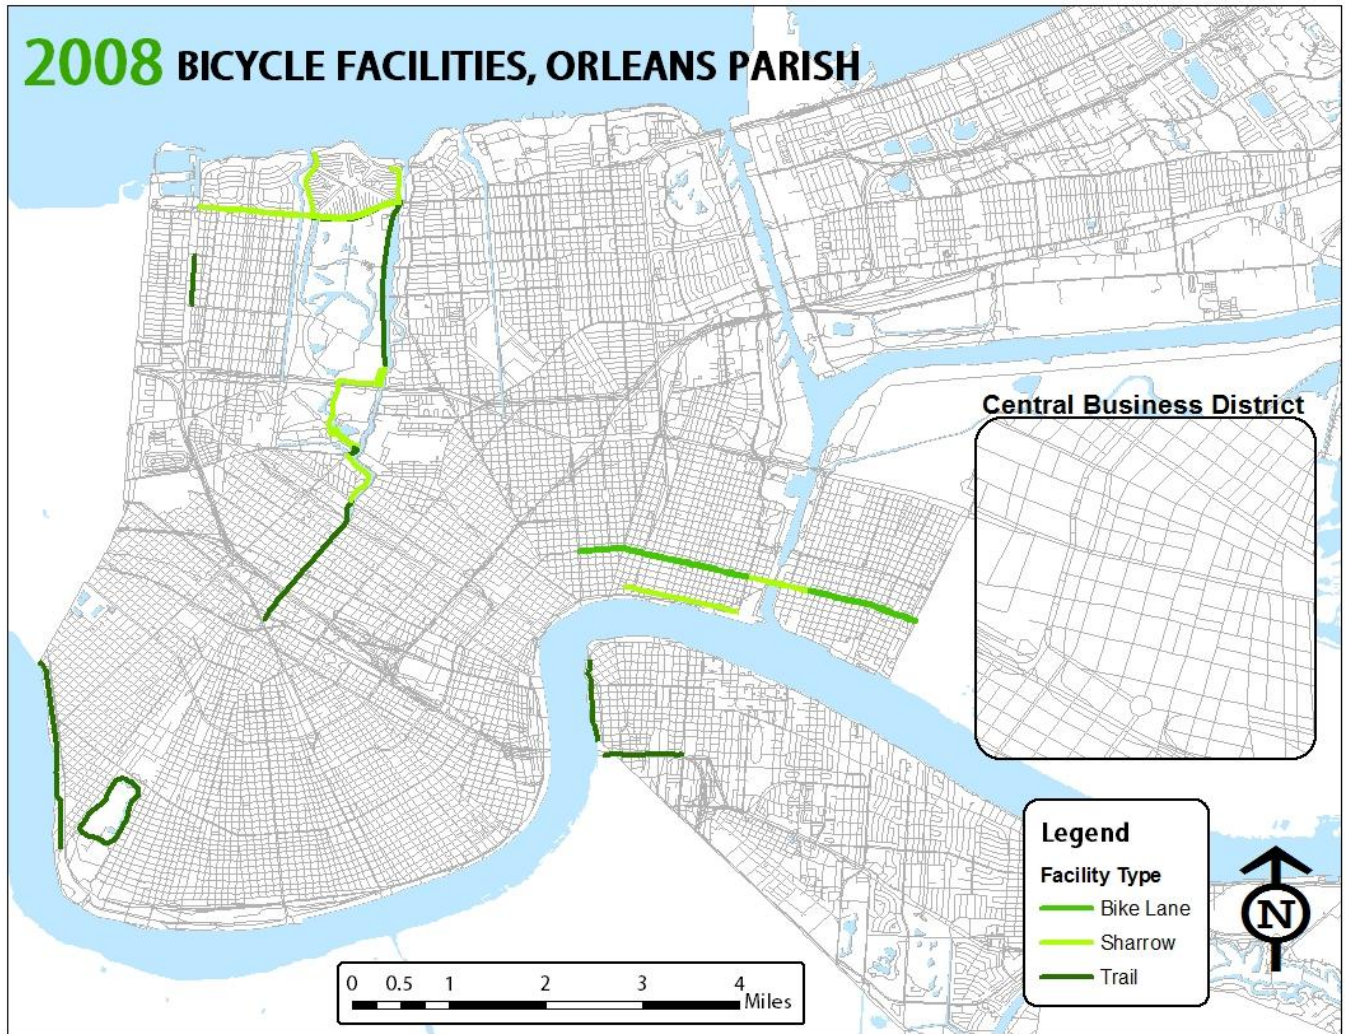 2008 BICYCLE FACILITIES, ORLEANS PARISH
Central Business District
Legend
Facility Type
Bike Lane
Sharrow
Trail
N
0 0.5 1 2 3 4
Miles